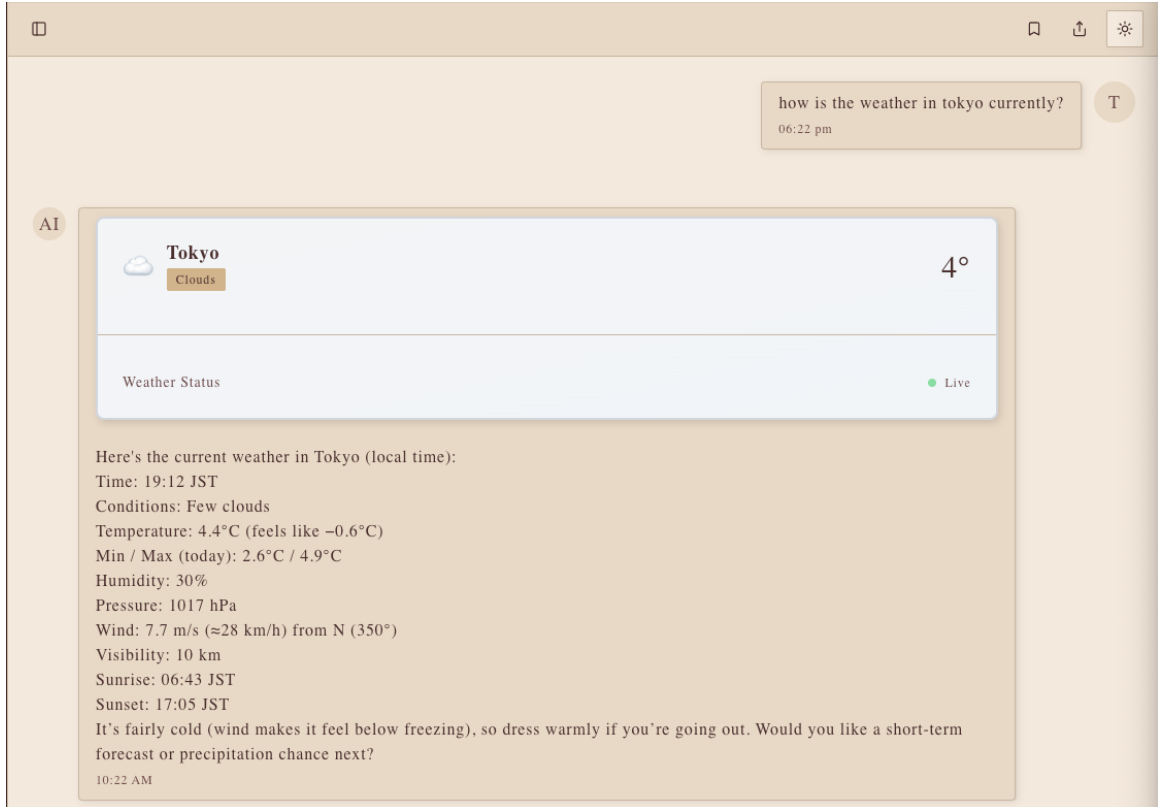 how is the weather in tokyo currently?
06:22 pm
T
AI
Tokyo
Clouds
4°
Weather Status
Live
Here's the current weather in Tokyo (local time):
Time: 19:12 JST
Conditions: Few clouds
Temperature: 4.4°C (feels like −0.6°C)
Min / Max (today): 2.6°C / 4.9°C
Humidity: 30%
Pressure: 1017 hPa
Wind: 7.7 m/s (≈28 km/h) from N (350°)
Visibility: 10 km
Sunrise: 06:43 JST
Sunset: 17:05 JST
It’s fairly cold (wind makes it feel below freezing), so dress warmly if you’re going out. Would you like a short-term
forecast or precipitation chance next?
10:22 AM